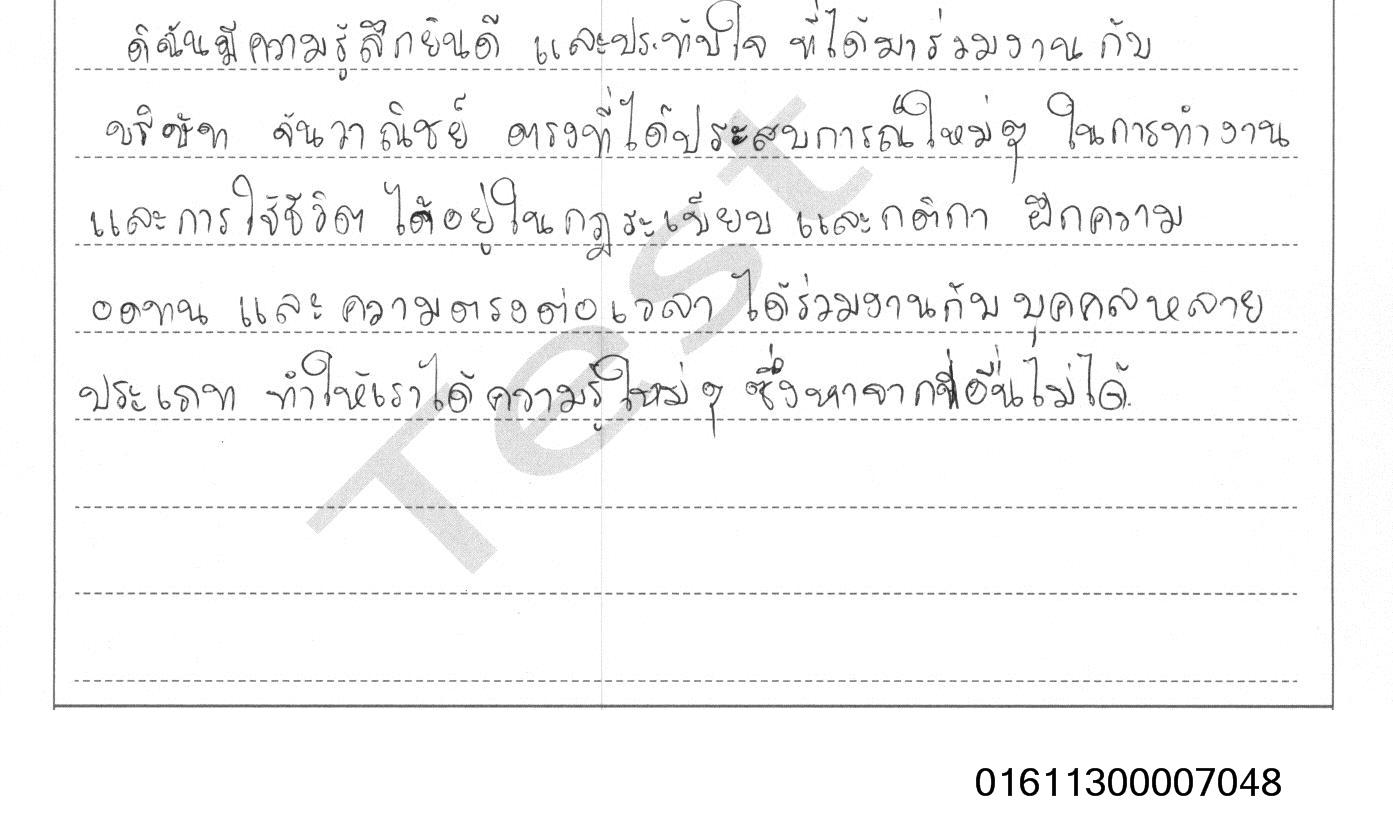 ดิฉันมีความรู้สึกยินดี และประทับใจ ที่ได้มาร่วมงาน กับ
บริษัท จันวาณิชย์ ตรงที่ได้ประสบการณ์ใหม่ๆ ในการทำงาน
และการใช้ชีวิต ได้อยู่ในกฎระเบียบ และกติกา ฝึกความ
อดทน และความตรงต่อเวลา ได้ร่วมงานกับบุคคลหลาย
ประเภท ทำให้เราได้ความรู้ใหม่ๆ ซึ่งหาจากที่อื่นไม่ได้.
Test
01611300007048